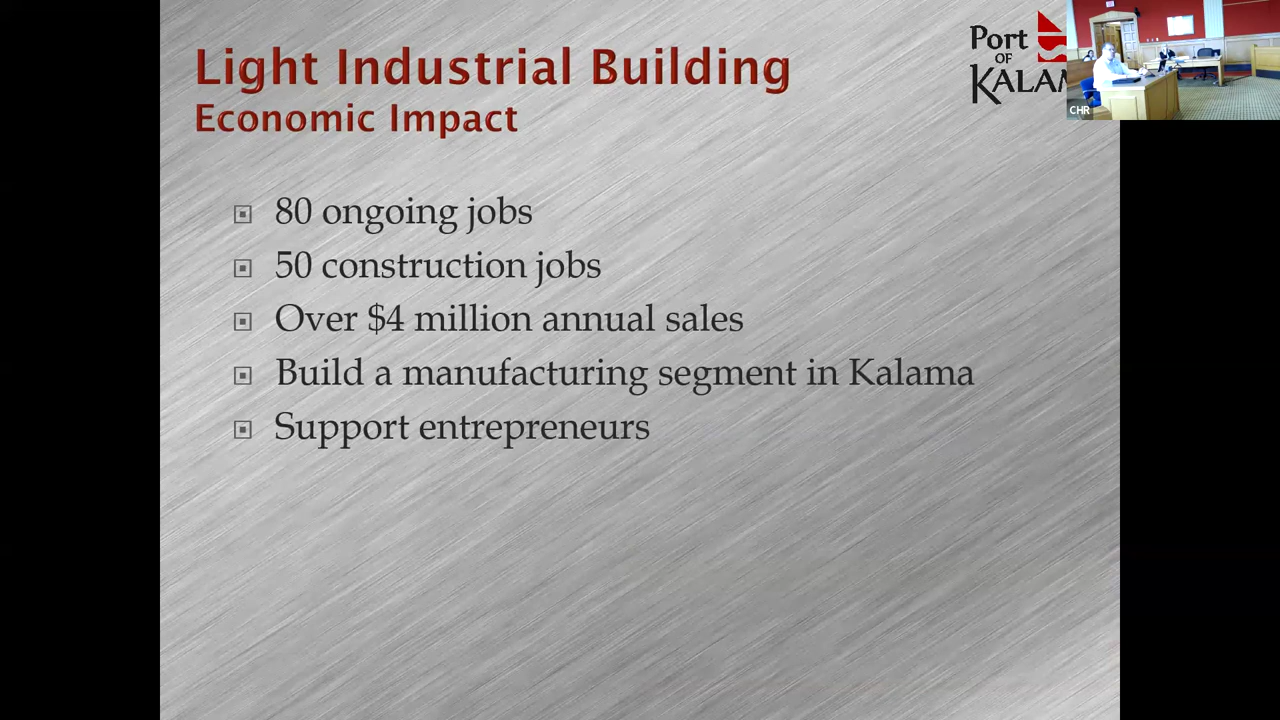 Light Industrial Building
Economic Impact
Port
OF
KALAM
CHR
80 ongoing jobs
50 construction jobs
Over $4 million annual sales
Build a manufacturing segment in Kalama
Support entrepreneurs